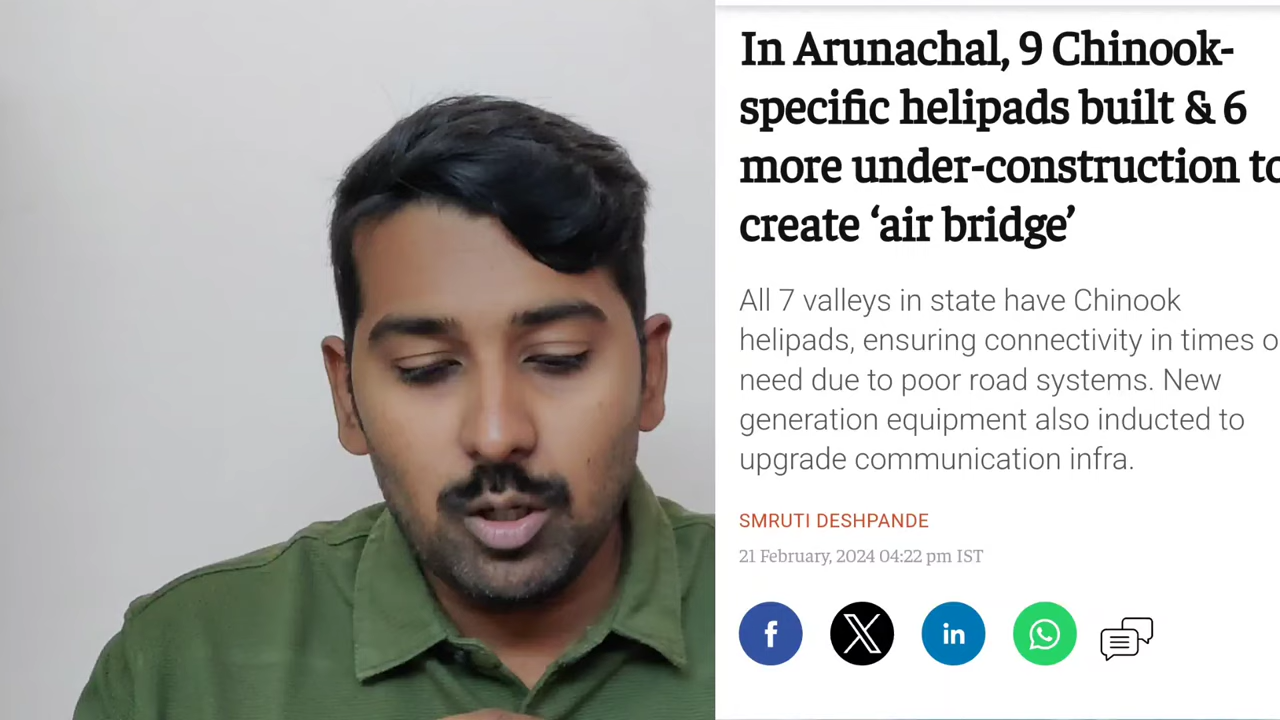 In Arunachal, 9 Chinook-
specific helipads built & 6
more under-construction to
create ‘air bridge’
All 7 valleys in state have Chinook
helipads, ensuring connectivity in times o
need due to poor road systems. New
generation equipment also inducted to
upgrade communication infra.
SMRUTI DESHPANDE
21 February, 2024 04:22 pm IST
f
X
in